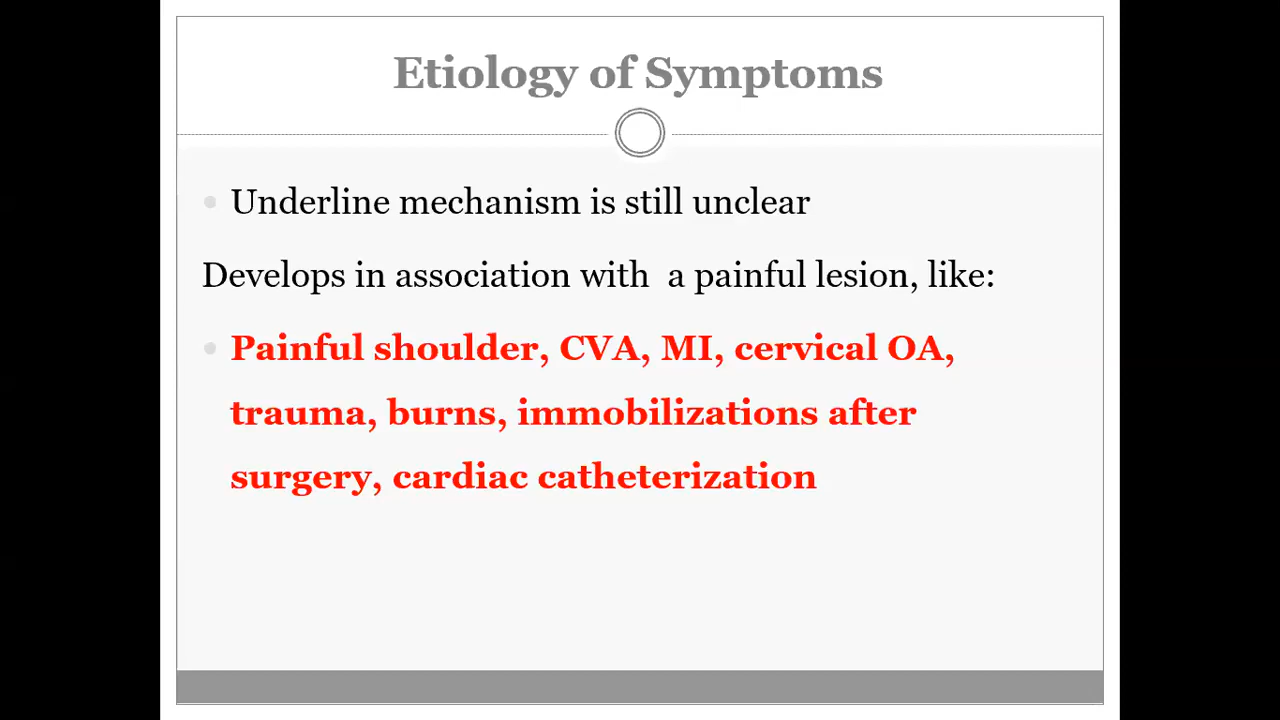 Etiology of Symptoms
Underline mechanism is still unclear
Develops in association with  a painful lesion, like:
Painful shoulder, CVA, MI, cervical OA,
trauma, burns, immobilizations after
surgery, cardiac catheterization